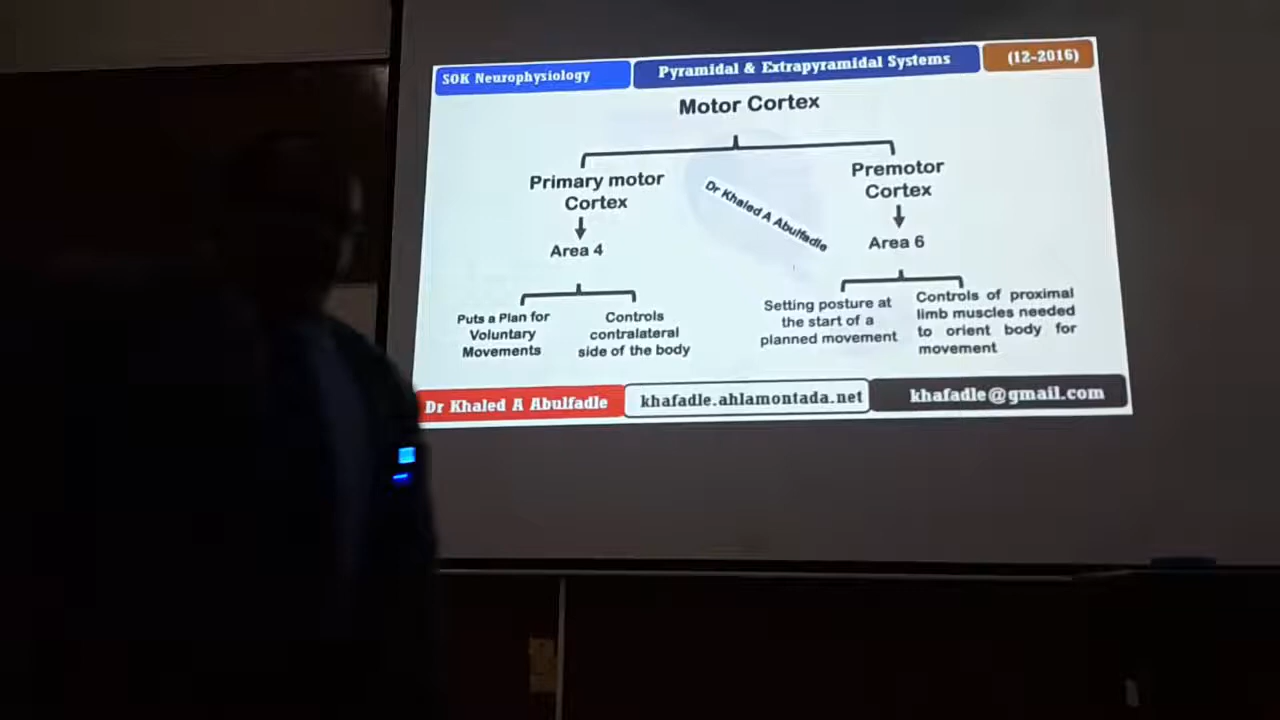 SOK Neurophysiology
Pyramidal & Extrapyramidal Systems
(12-2016)
Motor Cortex
Primary motor
Cortex
Area 4
Puts a Plan for
Voluntary
Movements
Controls
contralateral
side of the body
Dr Khaled A Abulfadle
Premotor
Cortex
Area 6
Setting posture at
the start of a
planned movement
Controls of proximal
limb muscles needed
to orient body for
movement
Dr Khaled A Abulfadle
khafadle.ahlamontada.net
khafadle@gmail.com